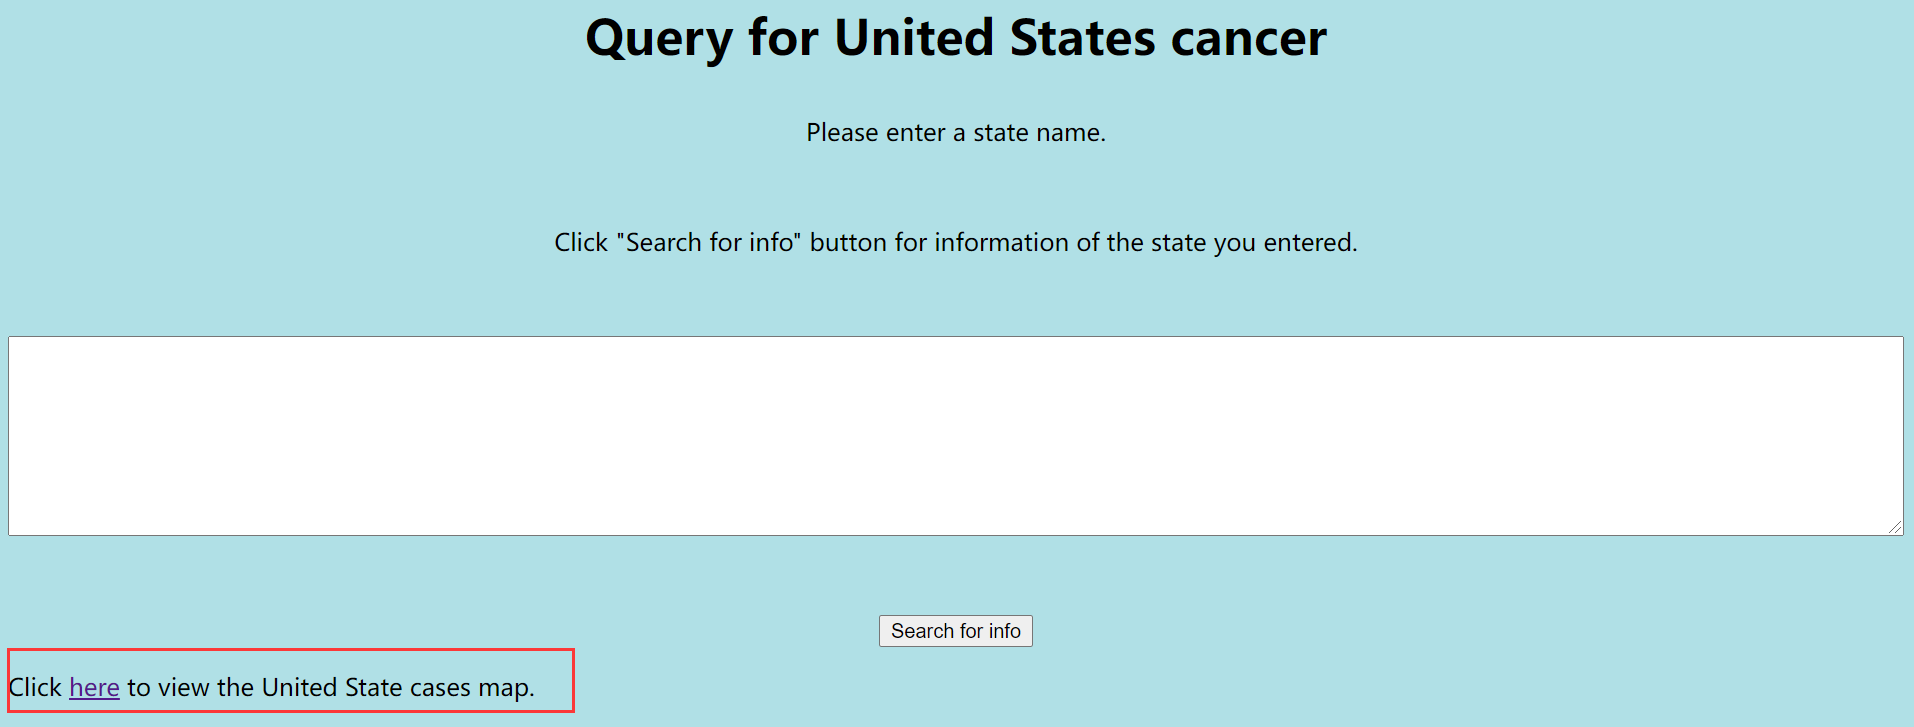 Query for United States cancer
Please enter a state name.
Click "Search for info" button for information of the state you entered.
Search for info
Click here to view the United State cases map.